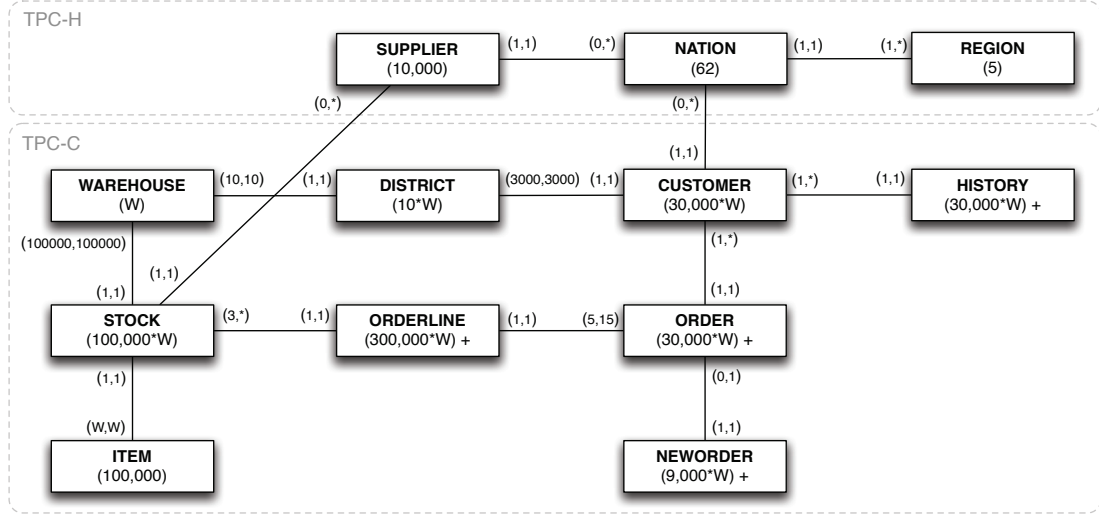 TPC-H
SUPPLIER
(10,000)
(1,1)
(0,*)
NATION
(62)
(1,1)
(1,*)
REGION
(5)
(0,*)
(0,*)
TPC-C
(1,1)
WAREHOUSE
(W)
(10,10)
(1,1)
DISTRICT
(10*W)
(3000,3000)
(1,1)
CUSTOMER
(30,000*W)
(1,*)
(1,1)
HISTORY
(30,000*W) +
(100000,100000)
(1,*)
(1,1)
(1,1)
(1,1)
STOCK
(100,000*W)
(3,*)
(1,1)
ORDERLINE
(300,000*W) +
(1,1)
(5,15)
ORDER
(30,000*W) +
(1,1)
(0,1)
(W,W)
(1,1)
ITEM
(100,000)
NEWORDER
(9,000*W) +